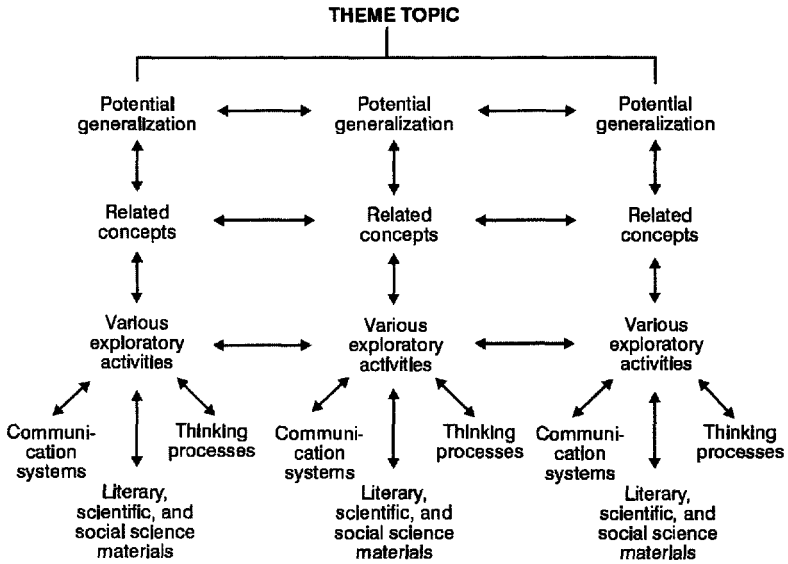 THEME TOPIC
Potential
generalization
Potential
generalization
Potential
generalization
Related
concepts
Related
concepts
Related
concepts
Various
exploratory
activities
Various
exploratory
activities
Various
exploratory
activities
Communi-
cation
systems
Thinking
processes
Communi-
cation
systems
Thinking
processes
Communi-
cation
systems
Thinking
processes
Literary,
scientific, and
social science
materials
Literary,
scientific, and
social science
materials
Literary,
scientific, and
social science
materials